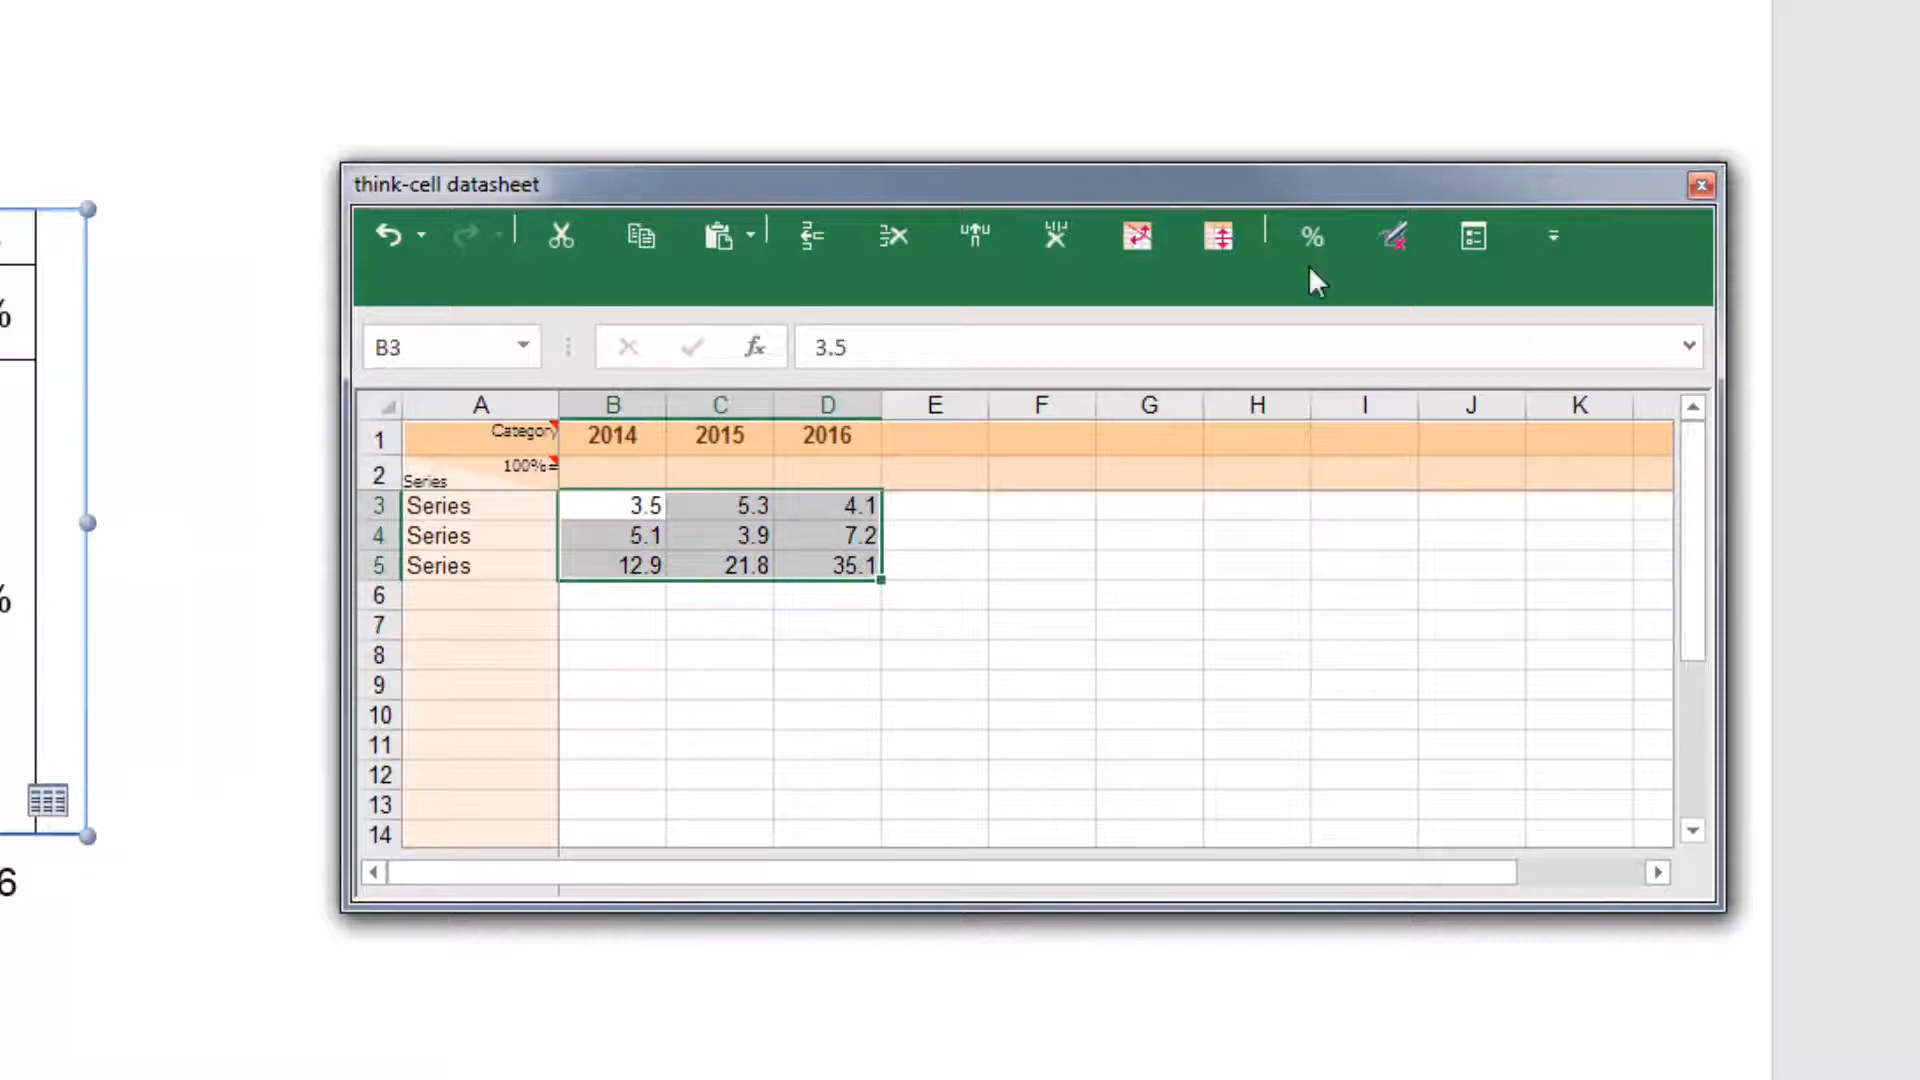 think-cell datasheet
%
B3
fx
3.5
A B C D E F G H I J K
1 Category 2014 2015 2016
2 100%=
Series
3 Series 3.5 5.3 4.1
4 Series 5.1 3.9 7.2
5 Series 12.9 21.8 35.1
6
7
8
9
10
11
12
13
14
%
%
6